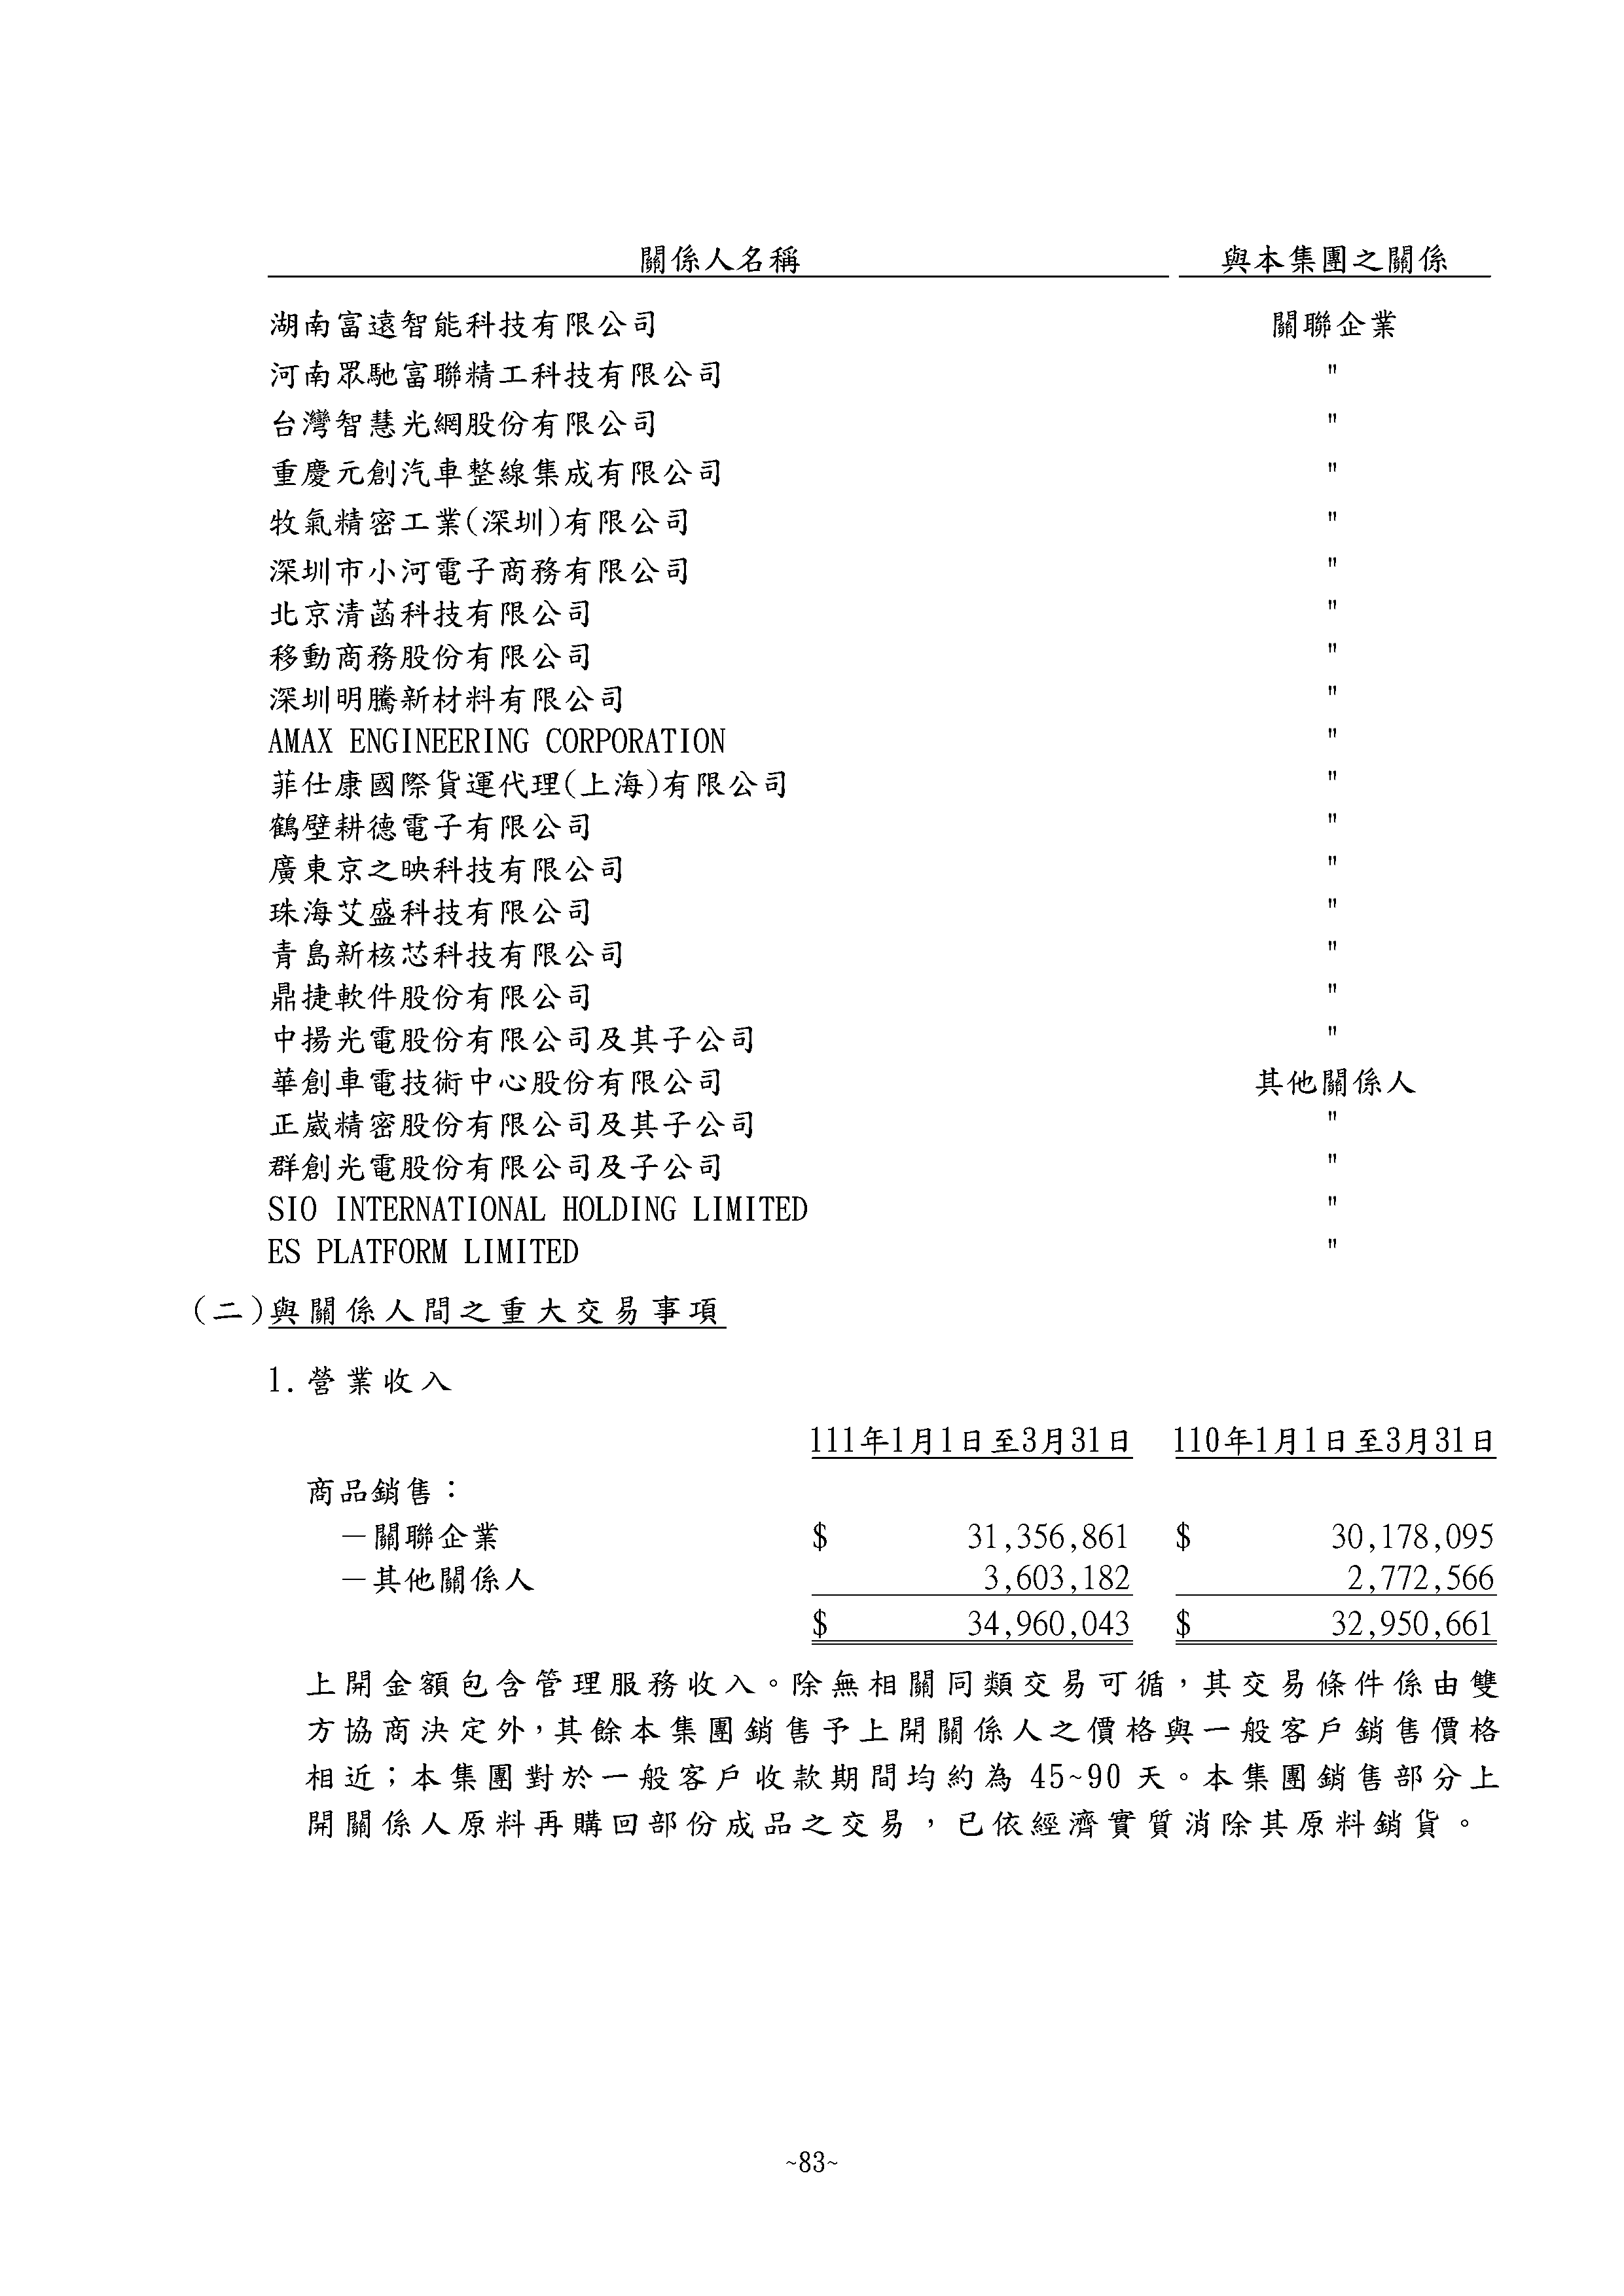 關係人名稱 與本集團之關係
湖南富遠智能科技有限公司 關聯企業
河南眾馳富聯精工科技有限公司 "
台灣智慧光網股份有限公司 "
重慶元創汽車整線集成有限公司 "
牧氣精密工業(深圳)有限公司 "
深圳市小河電子商務有限公司 "
北京清菡科技有限公司 "
移動商務股份有限公司 "
深圳明騰新材料有限公司 "
AMAX ENGINEERING CORPORATION "
菲仕康國際貨運代理(上海)有限公司 "
鶴壁耕德電子有限公司 "
廣東京之映科技有限公司 "
珠海艾盛科技有限公司 "
青島新核芯科技有限公司 "
鼎捷軟件股份有限公司 "
中揚光電股份有限公司及其子公司 "
華創車電技術中心股份有限公司 其他關係人
正崴精密股份有限公司及其子公司 "
群創光電股份有限公司及子公司 "
SIO INTERNATIONAL HOLDING LIMITED "
ES PLATFORM LIMITED "
(二)與關係人間之重大交易事項
1.營業收入
111年1月1日至3月31日 110年1月1日至3月31日
商品銷售：
－關聯企業 $ 31,356,861 $ 30,178,095
－其他關係人 3,603,182 2,772,566
$ 34,960,043 $ 32,950,661
上開金額包含管理服務收入。除無相關同類交易可循，其交易條件係由雙
方協商決定外，其餘本集團銷售予上開關係人之價格與一般客戶銷售價格
相近；本集團對於一般客戶收款期間均約為 45~90 天。本集團銷售部分上
開關係人原料再購回部份成品之交易，已依經濟實質消除其原料銷貨。
~83~